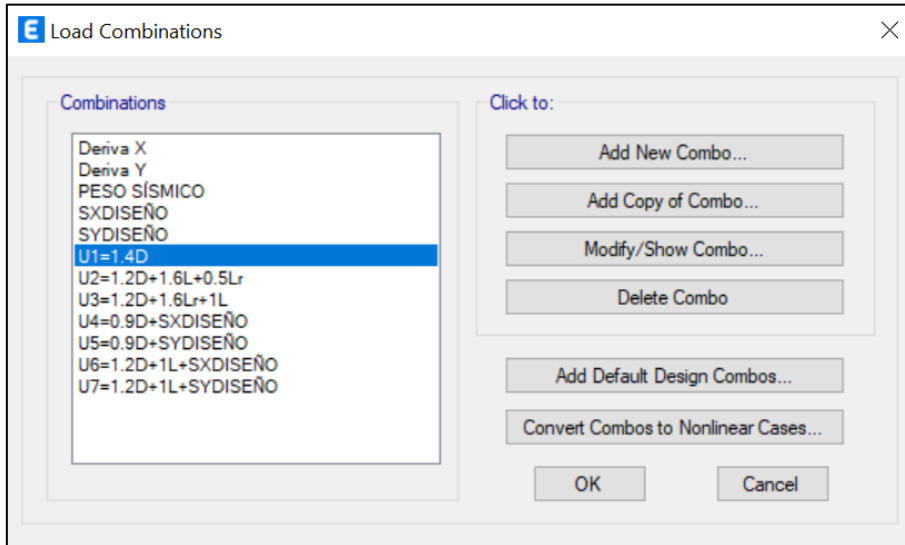 E Load Combinations
Combinations
Deriva X
Deriva Y
PESO SÍSMICO
SXDISEÑO
SYDISEÑO
U1=1.4D
U2=1.2D+1.6L+0.5Lr
U3=1.2D+1.6Lr+1L
U4=0.9D+SXDISEÑO
U5=0.9D+SYDISEÑO
U6=1.2D+1L+SXDISEÑO
U7=1.2D+1L+SYDISEÑO
Click to:
Add New Combo...
Add Copy of Combo...
Modify/Show Combo...
Delete Combo
Add Default Design Combos...
Convert Combos to Nonlinear Cases...
OK
Cancel